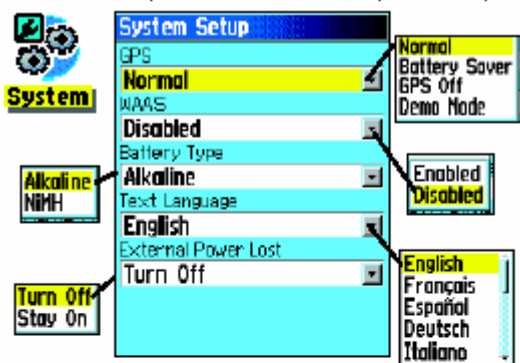 System Setup
GPS
Normal
WAAS
Disabled
Battery Type
Alkaline
Text Language
English
External Power Lost
Turn Off
System
Alkaline
NiMH
Turn Off
Stay On
Normal
Battery Saver
GPS Off
Demo Mode
Enabled
Disabled
English
Français
Español
Deutsch
Italiano